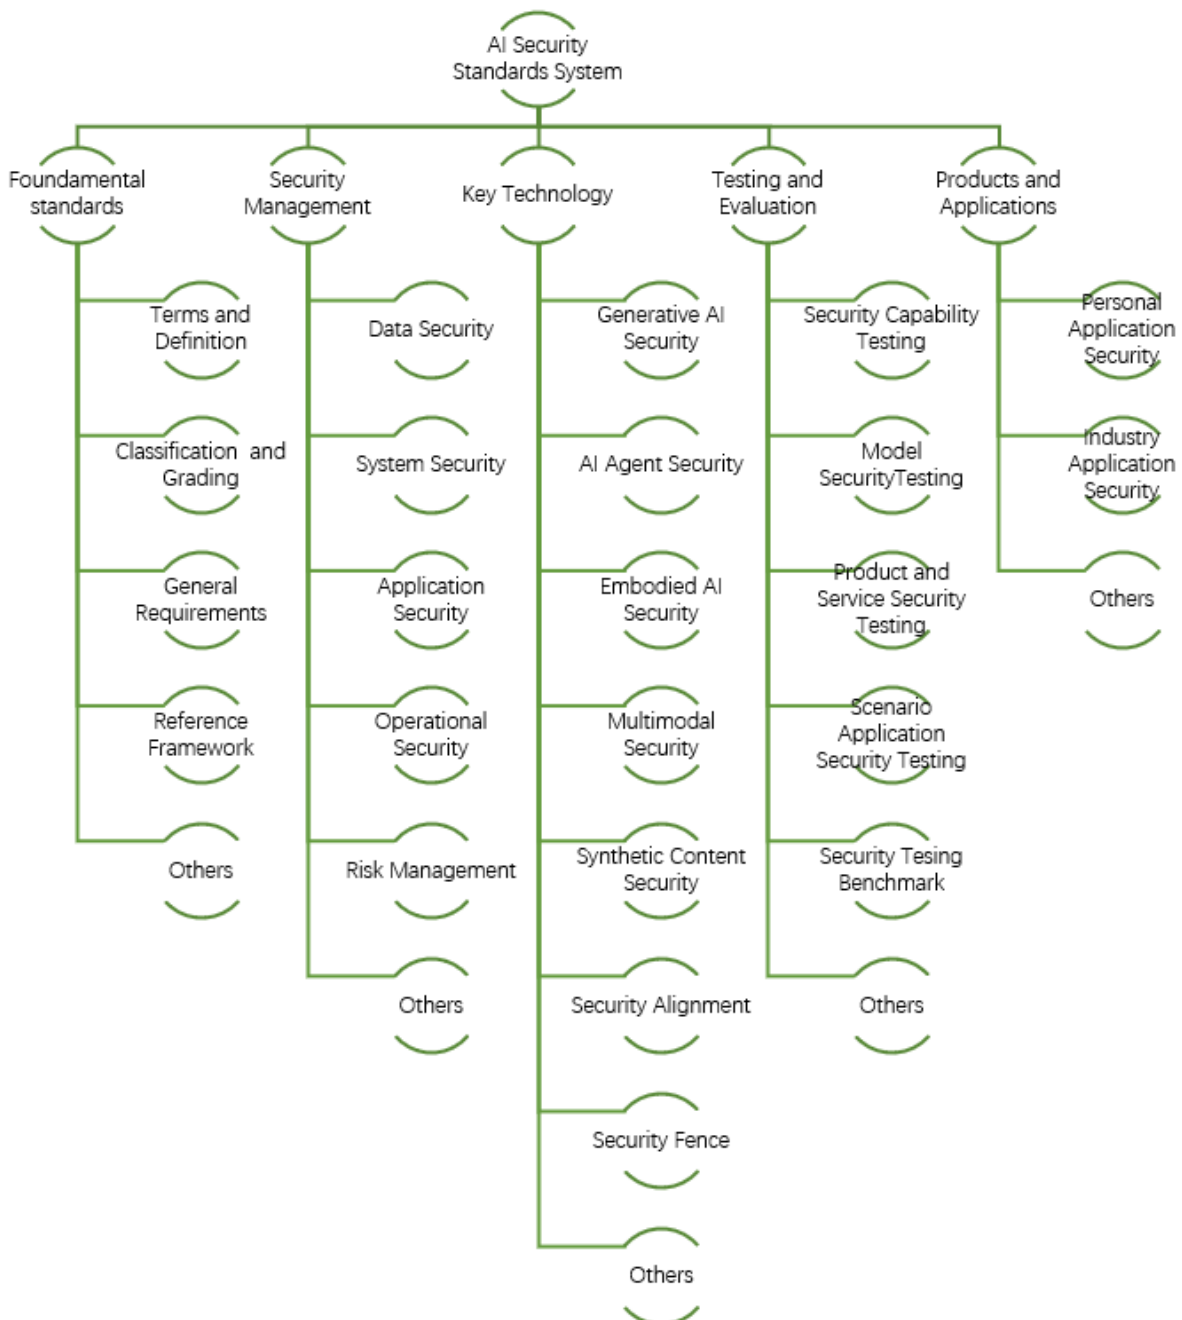 AI Security
Standards System
Foundamental
standards
Security
Management
Key Technology
Testing and
Evaluation
Products and
Applications
Terms and
Definition
Classification  and
Grading
General
Requirements
Reference
Framework
Others
Data Security
System Security
Application
Security
Operational
Security
Risk Management
Others
Generative AI
Security
AI Agent Security
Embodied AI
Security
Multimodal
Security
Synthetic Content
Security
Security Alignment
Security Fence
Others
Security Capability
Testing
Model
SecurityTesting
Product and
Service Security
Testing
Scenario
Application
Security Testing
Security Tesing
Benchmark
Others
Personal
Application
Security
Industry
Application
Security
Others